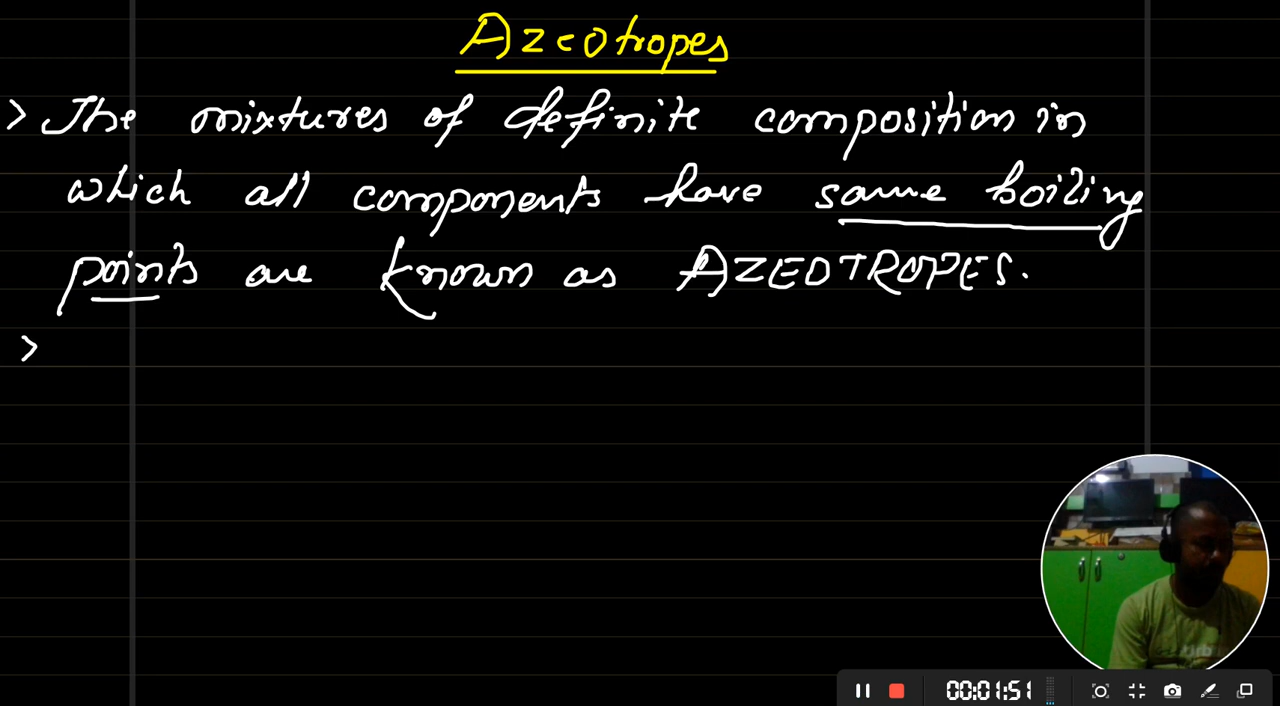 Azeotropes
> The mixtures of definite composition in
which all components have same boiling
points are known as AZEOTROPES.
>
00:01:51
Urb